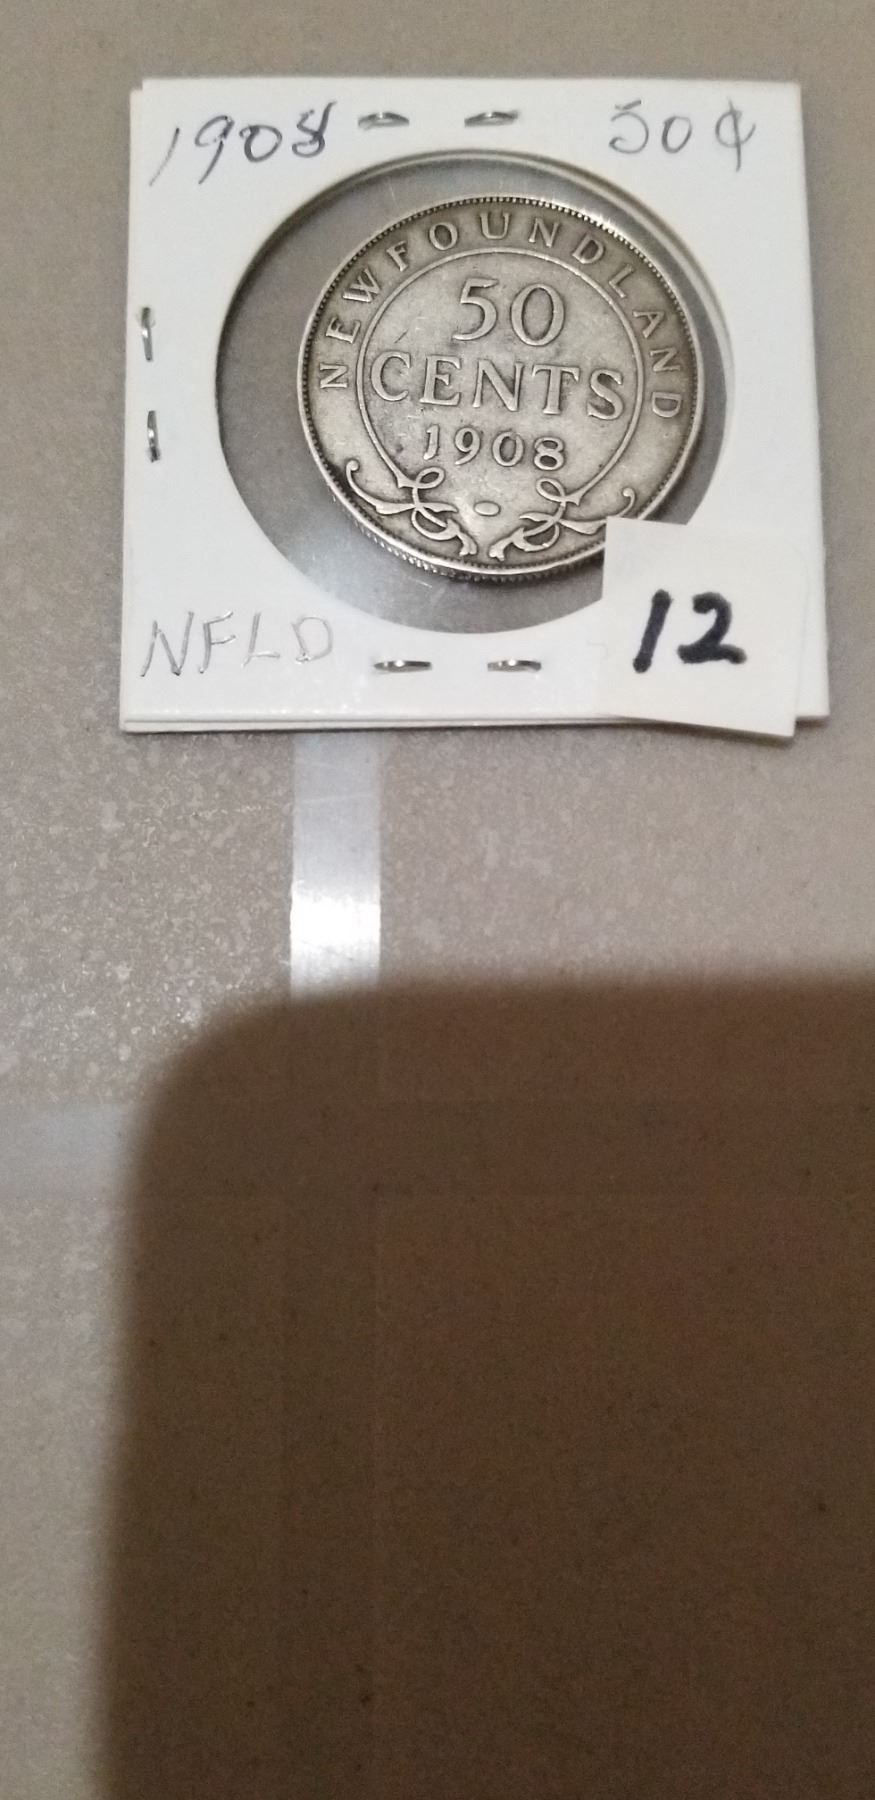 1908 50¢
NEWFOUNDLAND
50
CENTS
1908
NFLD
12